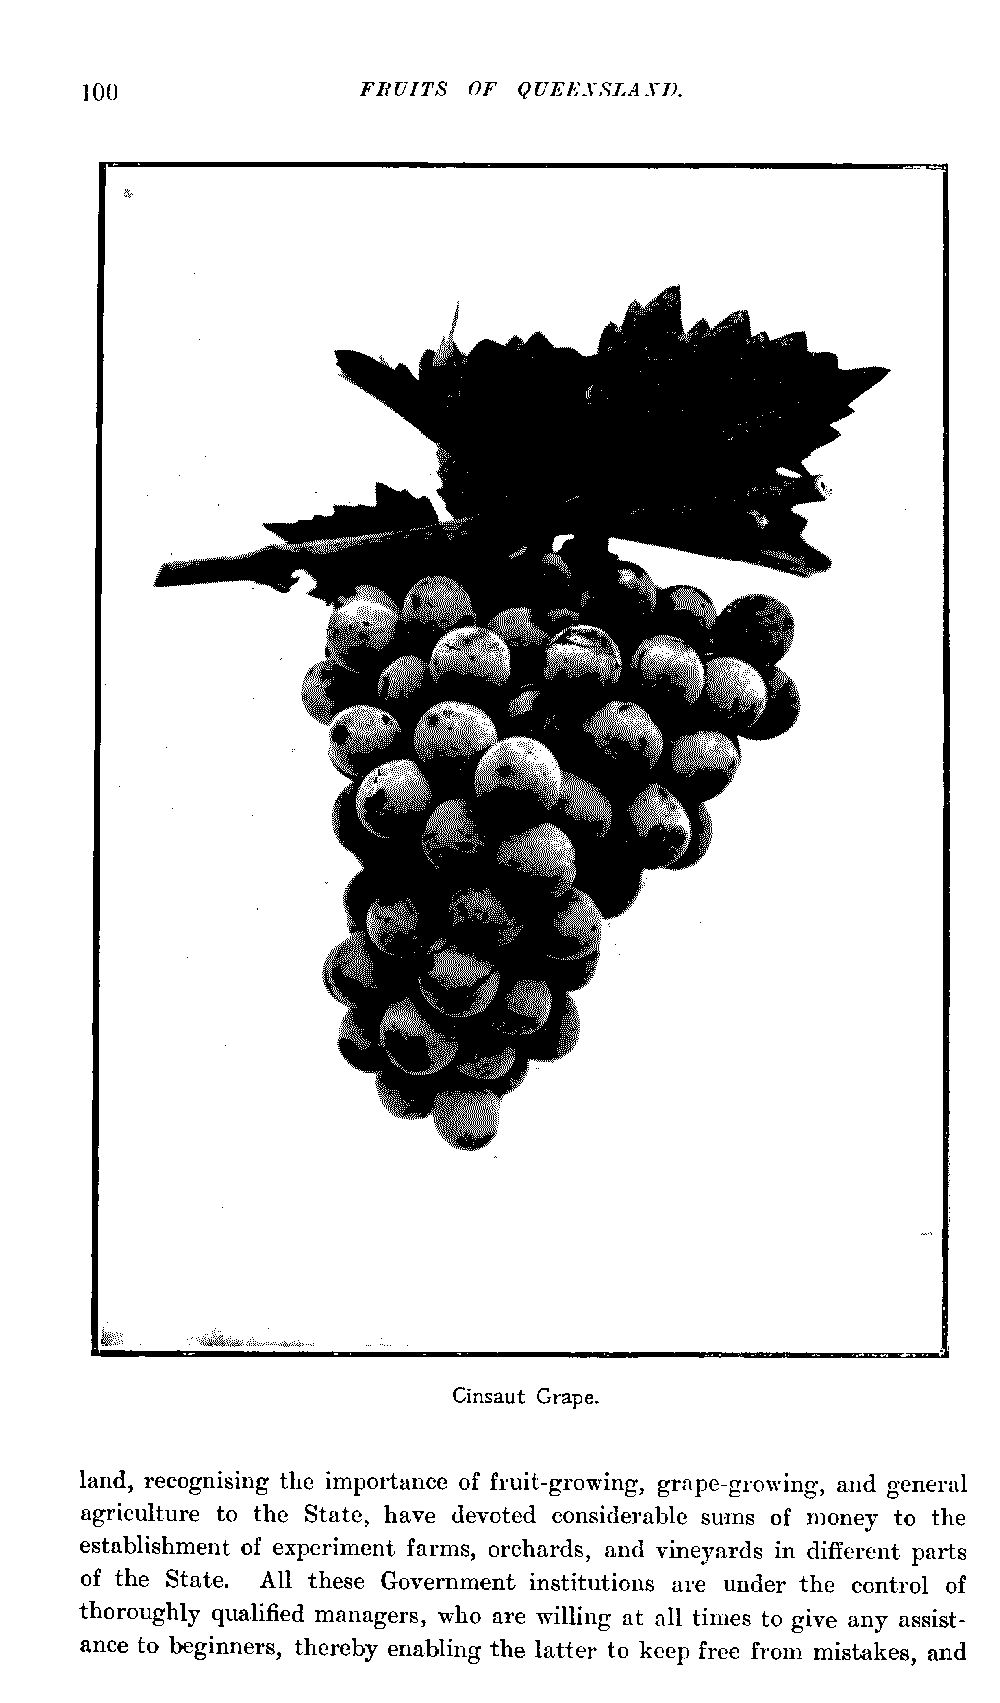 100 FRUITS OF QUEENSLAND.
Cinsaut Grape.
land, recognising the importance of fruit-growing, grape-growing, and general
agriculture to the State, have devoted considerable sums of money to the
establishment of experiment farms, orchards, and vineyards in different parts
of the State. All these Government institutions are under the control of
thoroughly qualified managers, who are willing at all times to give any assist-
ance to beginners, thereby enabling the latter to keep free from mistakes, and